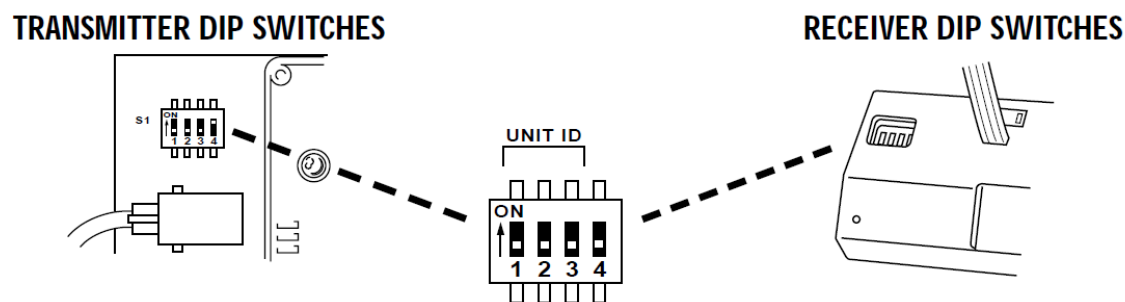 TRANSMITTER DIP SWITCHES
RECEIVER DIP SWITCHES
S1
ON
1 2 3 4
UNIT ID
ON
1 2 3 4